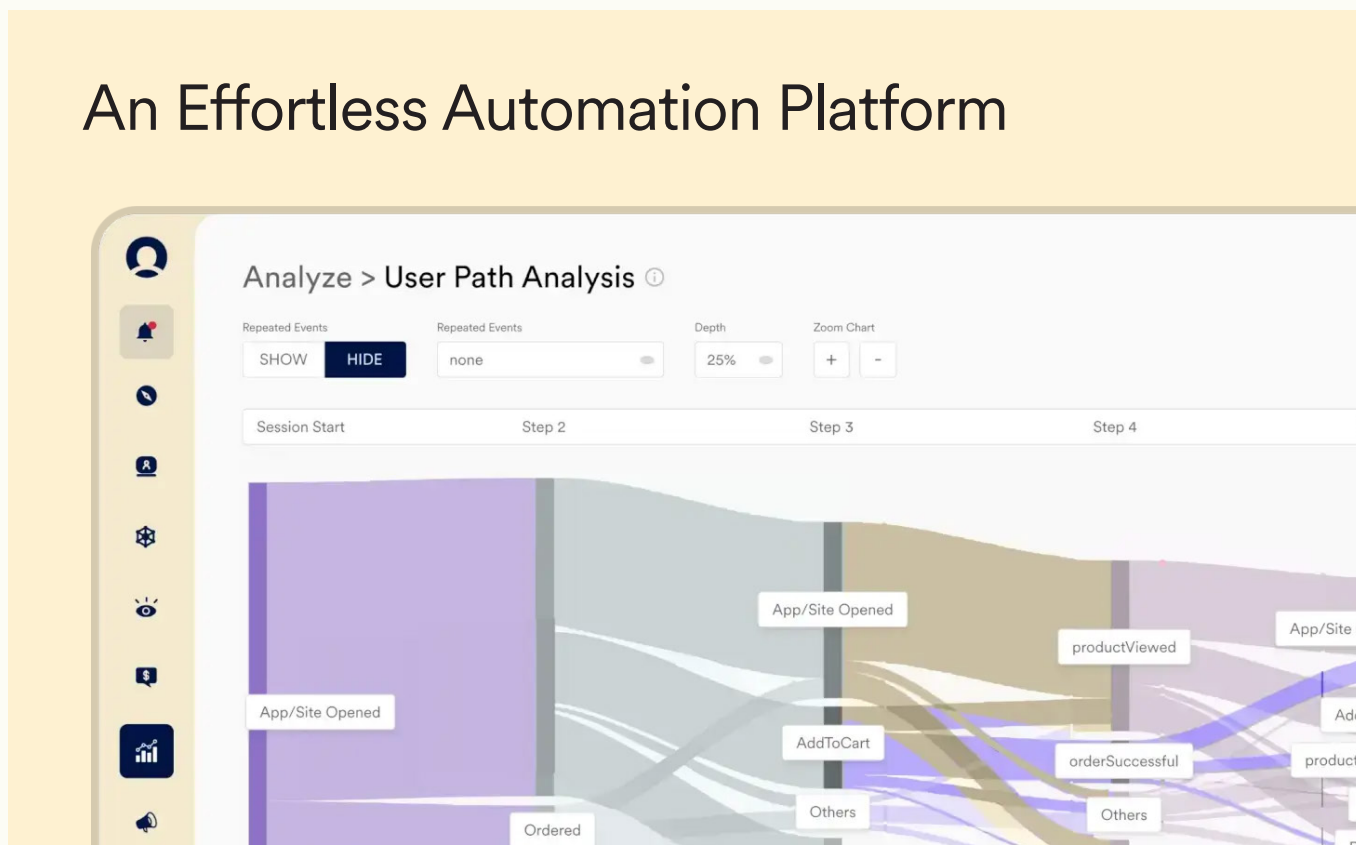 An Effortless Automation Platform
Analyze > User Path Analysis
Repeated Events Repeated Events Depth Zoom Chart
SHOW HIDE none 25% + -
Session Start Step 2 Step 3 Step 4
App/Site Opened
productViewed
App/Site
App/Site Opened
Ad
AddToCart
orderSuccessful
product
Others
Others
Ordered